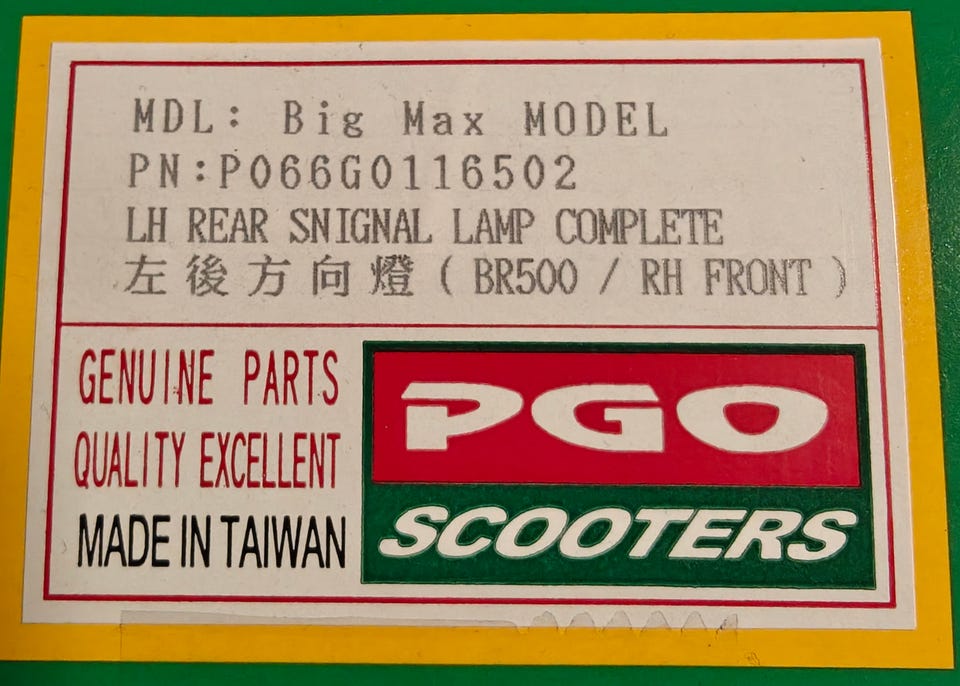 MDL: Big Max MODEL
PN:P066G0116502
LH REAR SNIGNAL LAMP COMPLETE
左後方向燈 ( BR500 / RH FRONT )
GENUINE PARTS
QUALITY EXCELLENT
MADE IN TAIWAN
PGO
SCOOTERS